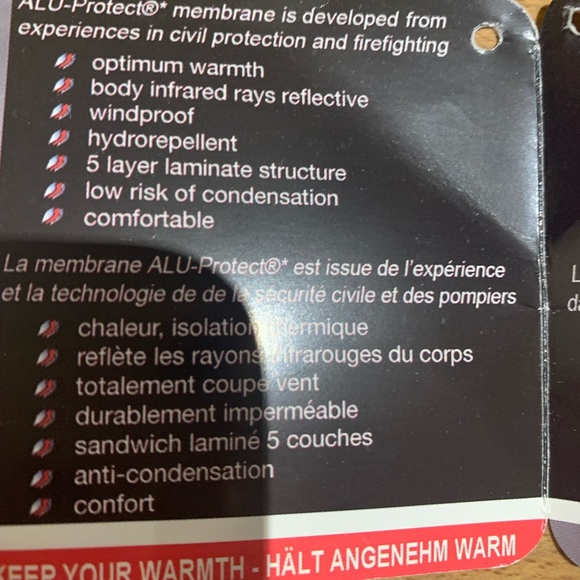 ALU-Protect®* membrane is developed from
experiences in civil protection and firefighting
optimum warmth
body infrared rays reflective
windproof
hydrorepellent
5 layer laminate structure
low risk of condensation
comfortable
La membrane ALU-Protect®* est issue de l'expérience
et la technologie de de la sécurité civile et des pompiers
chaleur, isolation thermique
reflète les rayons infrarouges du corps
totalement coupe vent
durablement imperméable
sandwich laminé 5 couches
anti-condensation
confort
KEEP YOUR WARMTH - HÄLT ANGENEHM WARM